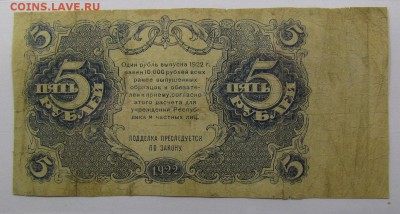 СОINS.LAVE.RU
5 5
Один рубль выпуска 1922 г.
равен 10.000 рублей всех
ранее выпущенных
образцов и обязате-
лен к приему, согласно
этого расчета для
учреждений Респуб-
лики и частных лиц.
5 ПЯТЬ РУБЛЕЙ
5 ПЯТЬ РУБЛЕЙ
ПОДДЕЛКА ПРЕСЛЕДУЕТСЯ
ПО ЗАКОНУ
5 1922 5